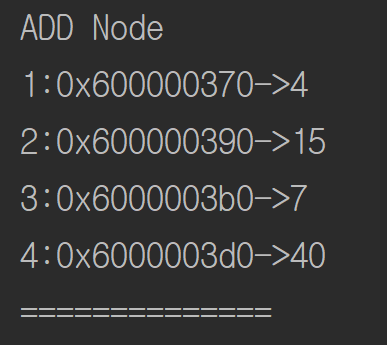 ADD Node
1:0x600000370->4
2:0x600000390->15
3:0x6000003b0->7
4:0x6000003d0->40
==============